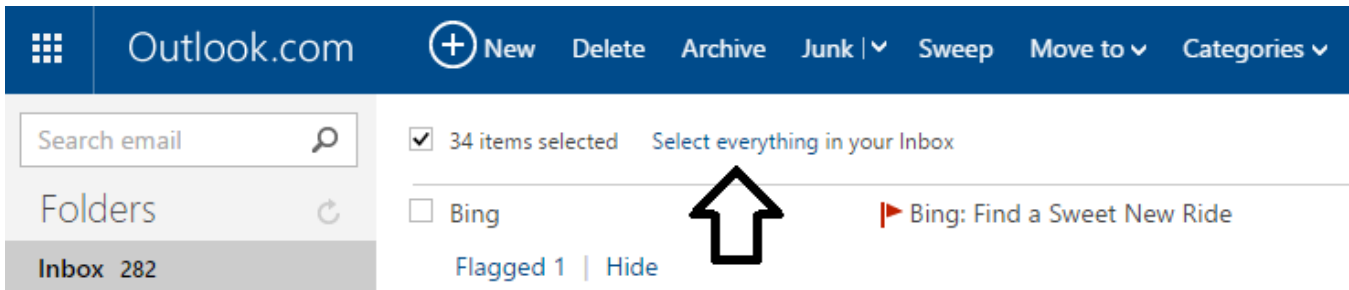 Outlook.com New Delete Archive Junk Sweep Move to Categories
Search email
34 items selected Select everything in your Inbox
Folders
Bing Bing: Find a Sweet New Ride
Inbox 282
Flagged 1 | Hide